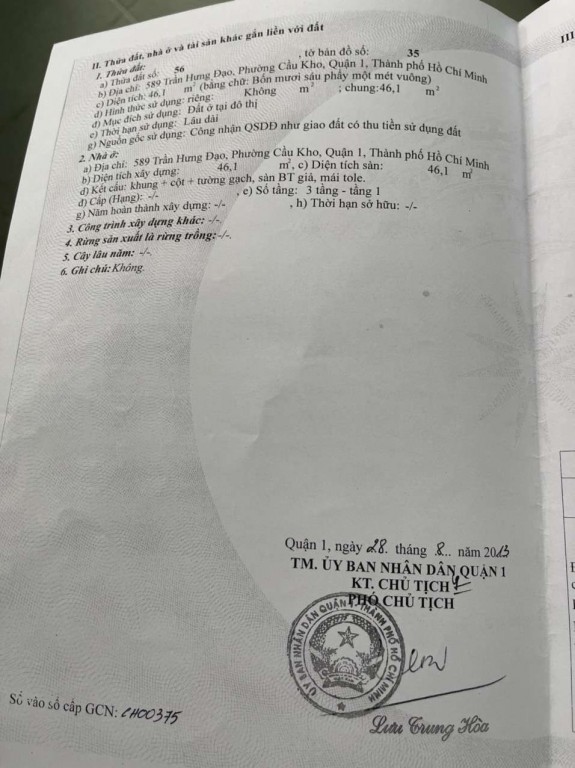 II. Thửa đất, nhà ở và tài sản khác gắn liền với đất
1. Thửa đất:
a) Thửa đất số: 56 , tờ bản đồ số: 35
b) Địa chỉ: 589 Trần Hưng Đạo, Phường Cầu Kho, Quận 1, Thành phố Hồ Chí Minh
c) Diện tích: 46,1 m² (bằng chữ: Bốn mươi sáu phẩy một mét vuông)
d) Hình thức sử dụng: riêng: Không m² ; chung: 46,1 m²
đ) Mục đích sử dụng: Đất ở tại đô thị
e) Thời hạn sử dụng: Lâu dài
g) Nguồn gốc sử dụng: Công nhận QSDĐ như giao đất có thu tiền sử dụng đất
2. Nhà ở:
a) Địa chỉ: 589 Trần Hưng Đạo, Phường Cầu Kho, Quận 1, Thành phố Hồ Chí Minh
b) Diện tích xây dựng: 46,1 m², c) Diện tích sàn: 46,1 m²
d) Kết cấu: khung + cột + tường gạch, sàn BT giả, mái tole.
đ) Cấp (Hạng): -/- , e) Số tầng: 3 tầng - tầng 1
g) Năm hoàn thành xây dựng: -/- , h) Thời hạn sở hữu: -/-
3. Công trình xây dựng khác: -/-.
4. Rừng sản xuất là rừng trồng: -/-.
5. Cây lâu năm: -/-.
6. Ghi chú: Không.
III
Quận 1, ngày 28. tháng .8.. năm 2013
TM. ỦY BAN NHÂN DÂN QUẬN 1
KT. CHỦ TỊCH
PHÓ CHỦ TỊCH
ỦY BAN NHÂN DÂN QUẬN 1 THÀNH PHỐ HỒ CHÍ MINH
Lưu Trung Hòa
Số vào sổ cấp GCN: CH00375